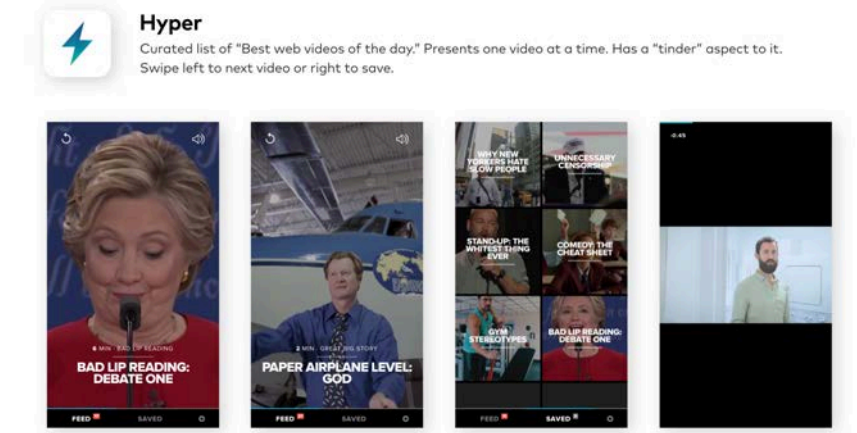 Hyper
Curated list of "Best web videos of the day." Presents one video at a time. Has a "tinder" aspect to it.
Swipe left to next video or right to save.
6 MIN · BAD LIP READING
BAD LIP READING:
DEBATE ONE
FEED
SAVED
2 MIN · GREAT BIG STORY
PAPER AIRPLANE LEVEL:
GOD
FEED
SAVED
WHY NEW
YORKERS HATE
SLOW PEOPLE
UNNECESSARY
CENSORSHIP
STAND-UP: THE
WHITEST THING
EVER
COMEDY: THE
CHEAT SHEET
GYM
STEREOTYPES
BAD LIP READING:
DEBATE ONE
FEED
SAVED
-0:45